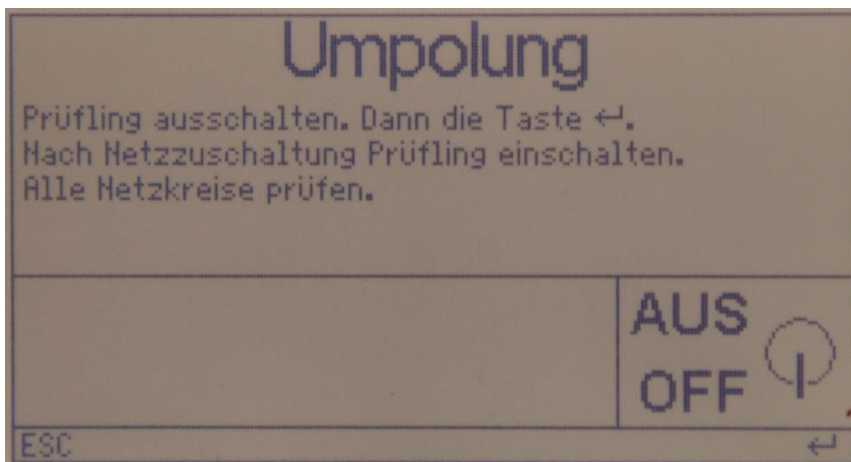 Umpolung
Prüfling ausschalten. Dann die Taste ↵.
Nach Netzzuschaltung Prüfling einschalten.
Alle Netzkreise prüfen.
AUS
OFF
ESC ↵